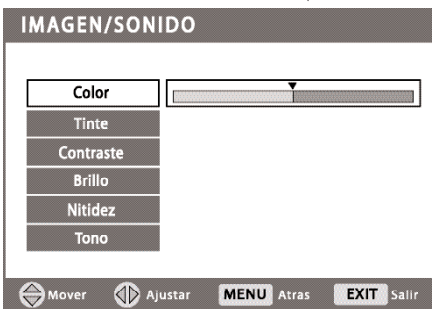 IMAGEN/SONIDO
Color
Tinte
Contraste
Brillo
Nitidez
Tono
Mover Ajustar MENU Atras EXIT Salir